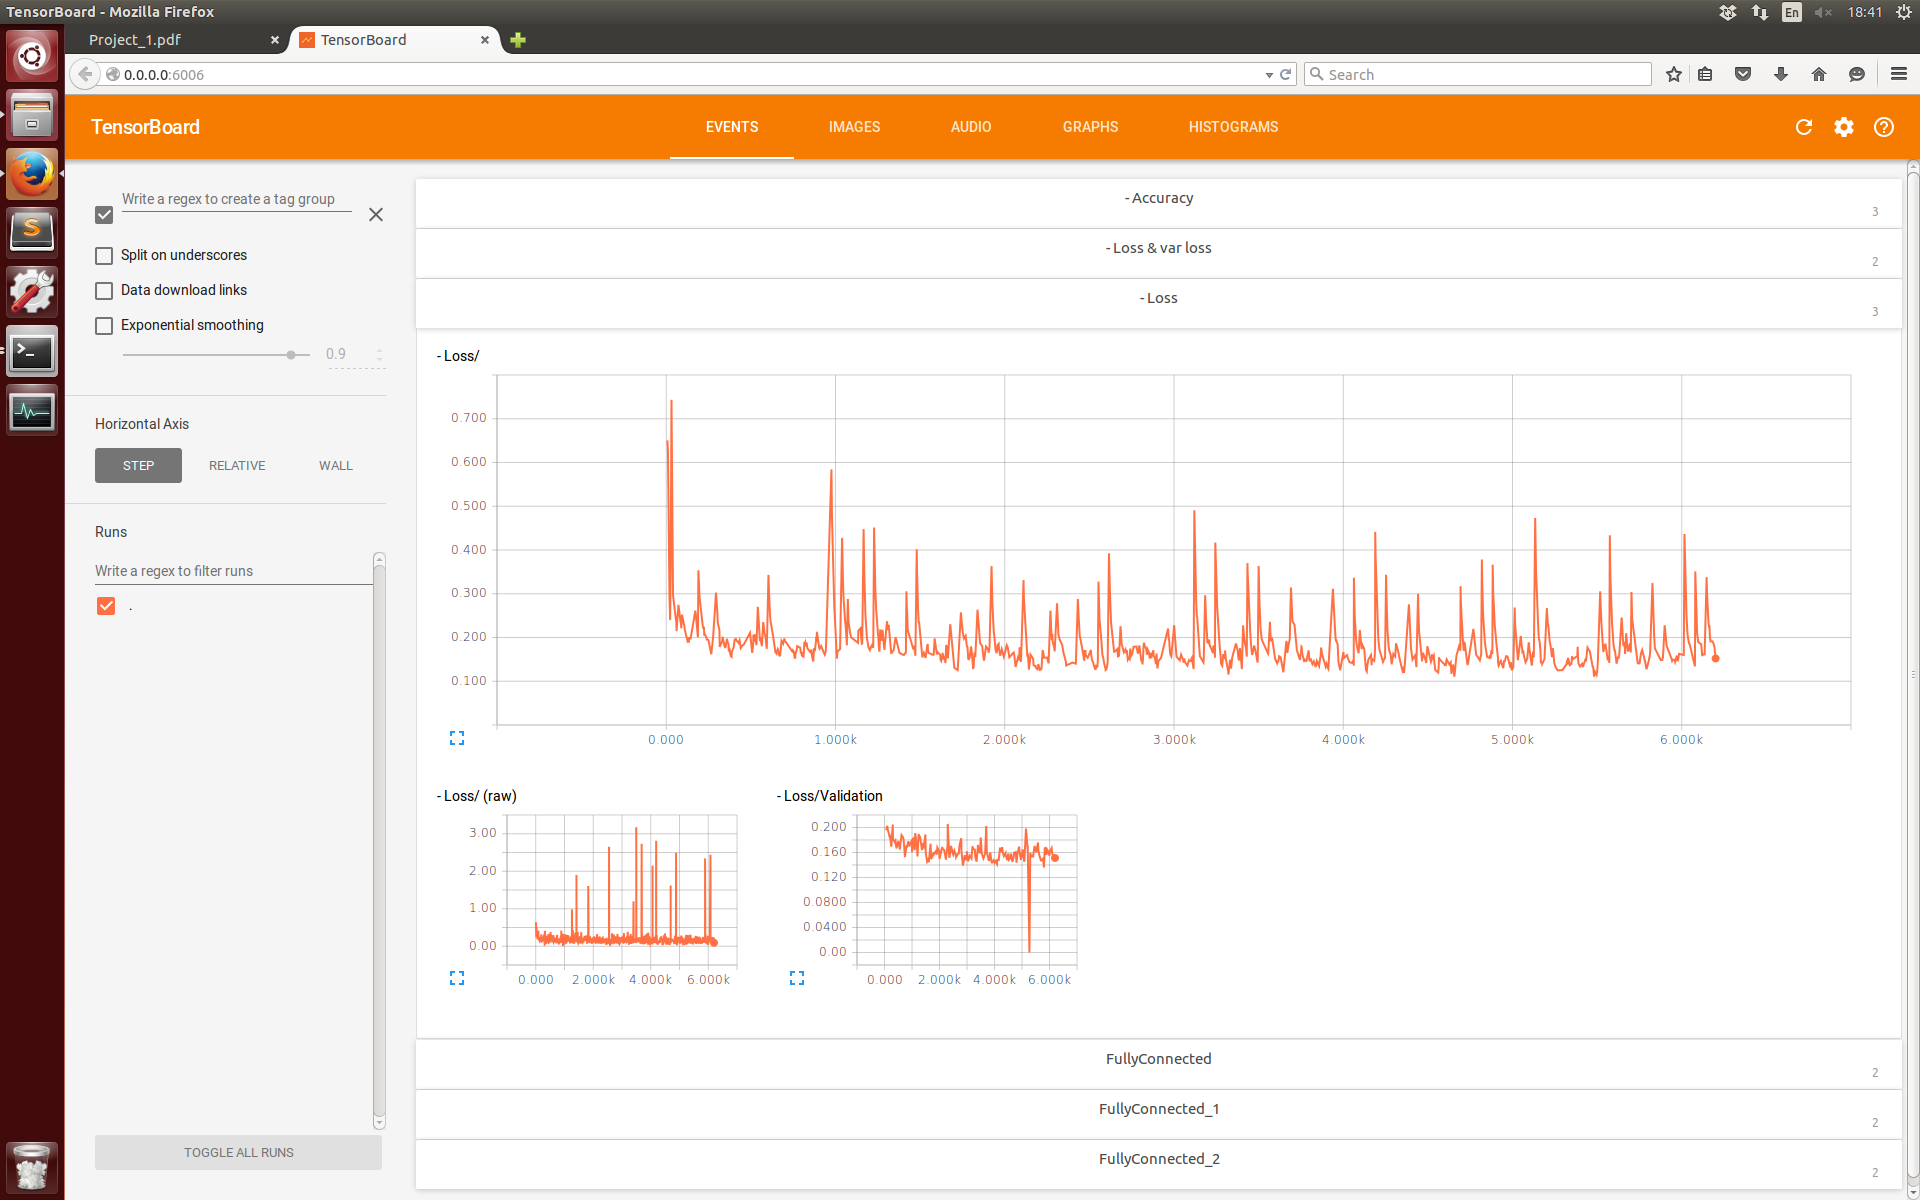 TensorBoard - Mozilla Firefox
En
18:41
Project_1.pdf
TensorBoard
0.0.0.0:6006
Search
TensorBoard
EVENTS
IMAGES
AUDIO
GRAPHS
HISTOGRAMS
Write a regex to create a tag group
Split on underscores
Data download links
Exponential smoothing
0.9
Horizontal Axis
STEP
RELATIVE
WALL
Runs
Write a regex to filter runs
.
TOGGLE ALL RUNS
- Accuracy
3
- Loss & var loss
2
- Loss
3
- Loss/
0.700
0.600
0.500
0.400
0.300
0.200
0.100
0.000 1.000k 2.000k 3.000k 4.000k 5.000k 6.000k
- Loss/ (raw)
3.00
2.00
1.00
0.00
0.000 2.000k 4.000k 6.000k
- Loss/Validation
0.200
0.160
0.120
0.0800
0.0400
0.00
0.000 2.000k 4.000k 6.000k
FullyConnected
2
FullyConnected_1
2
FullyConnected_2
2